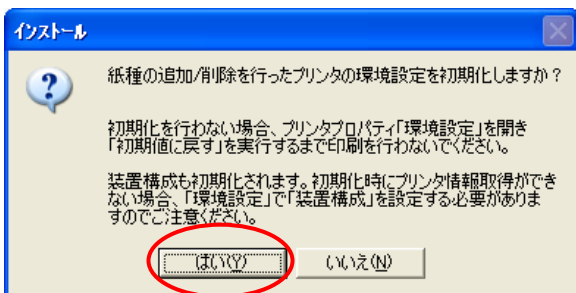 インストール
紙種の追加/削除を行ったプリンタの環境設定を初期化しますか？
初期化を行わない場合、プリンタプロパティ「環境設定」を開き
「初期値に戻す」を実行するまで印刷を行わないでください。
装置構成も初期化されます。初期化時にプリンタ情報取得ができ
ない場合、「環境設定」で「装置構成」を設定する必要がありま
すのでご注意ください。
はい(Y) いいえ(N)